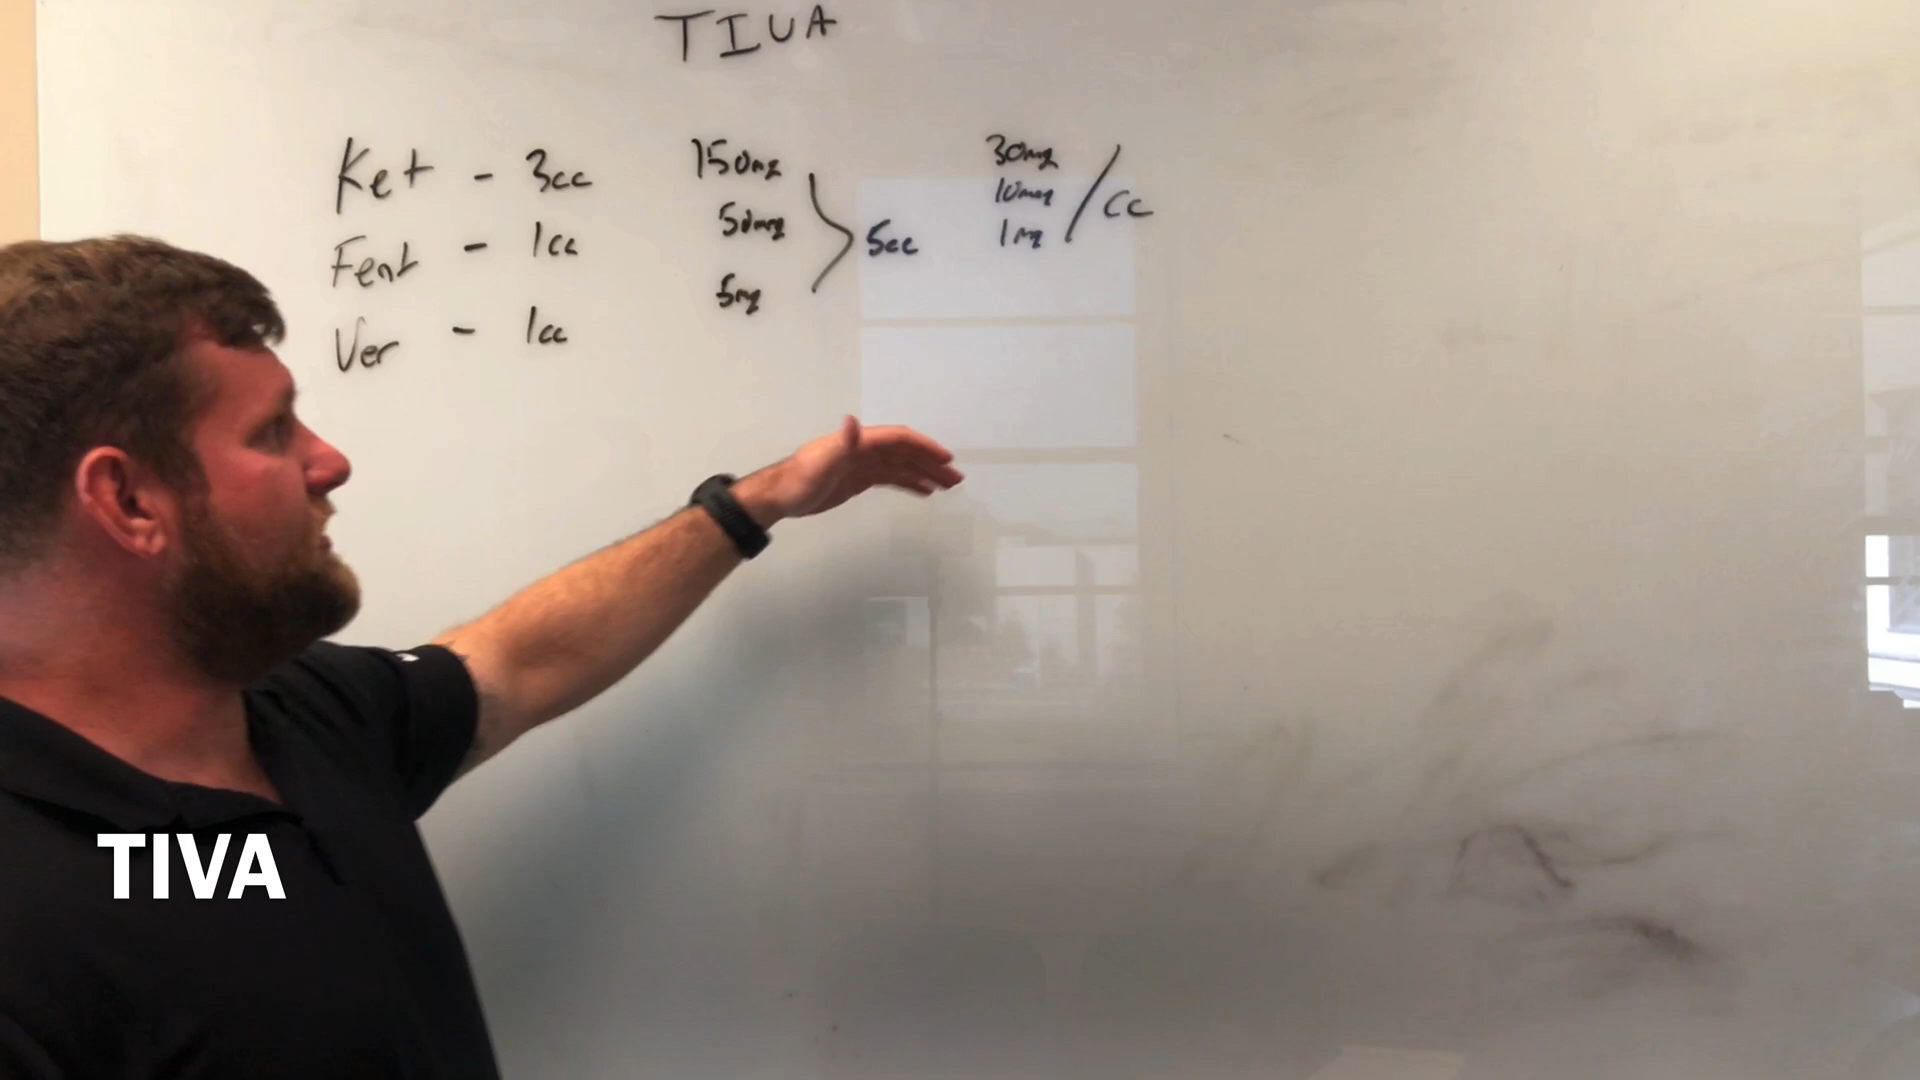 TIVA
Ket - 3cc 150mg
Fent - 1cc 50mcg
Ver - 1cc 5mg
5cc
30mg
10mcg
1mg
/cc
TIVA